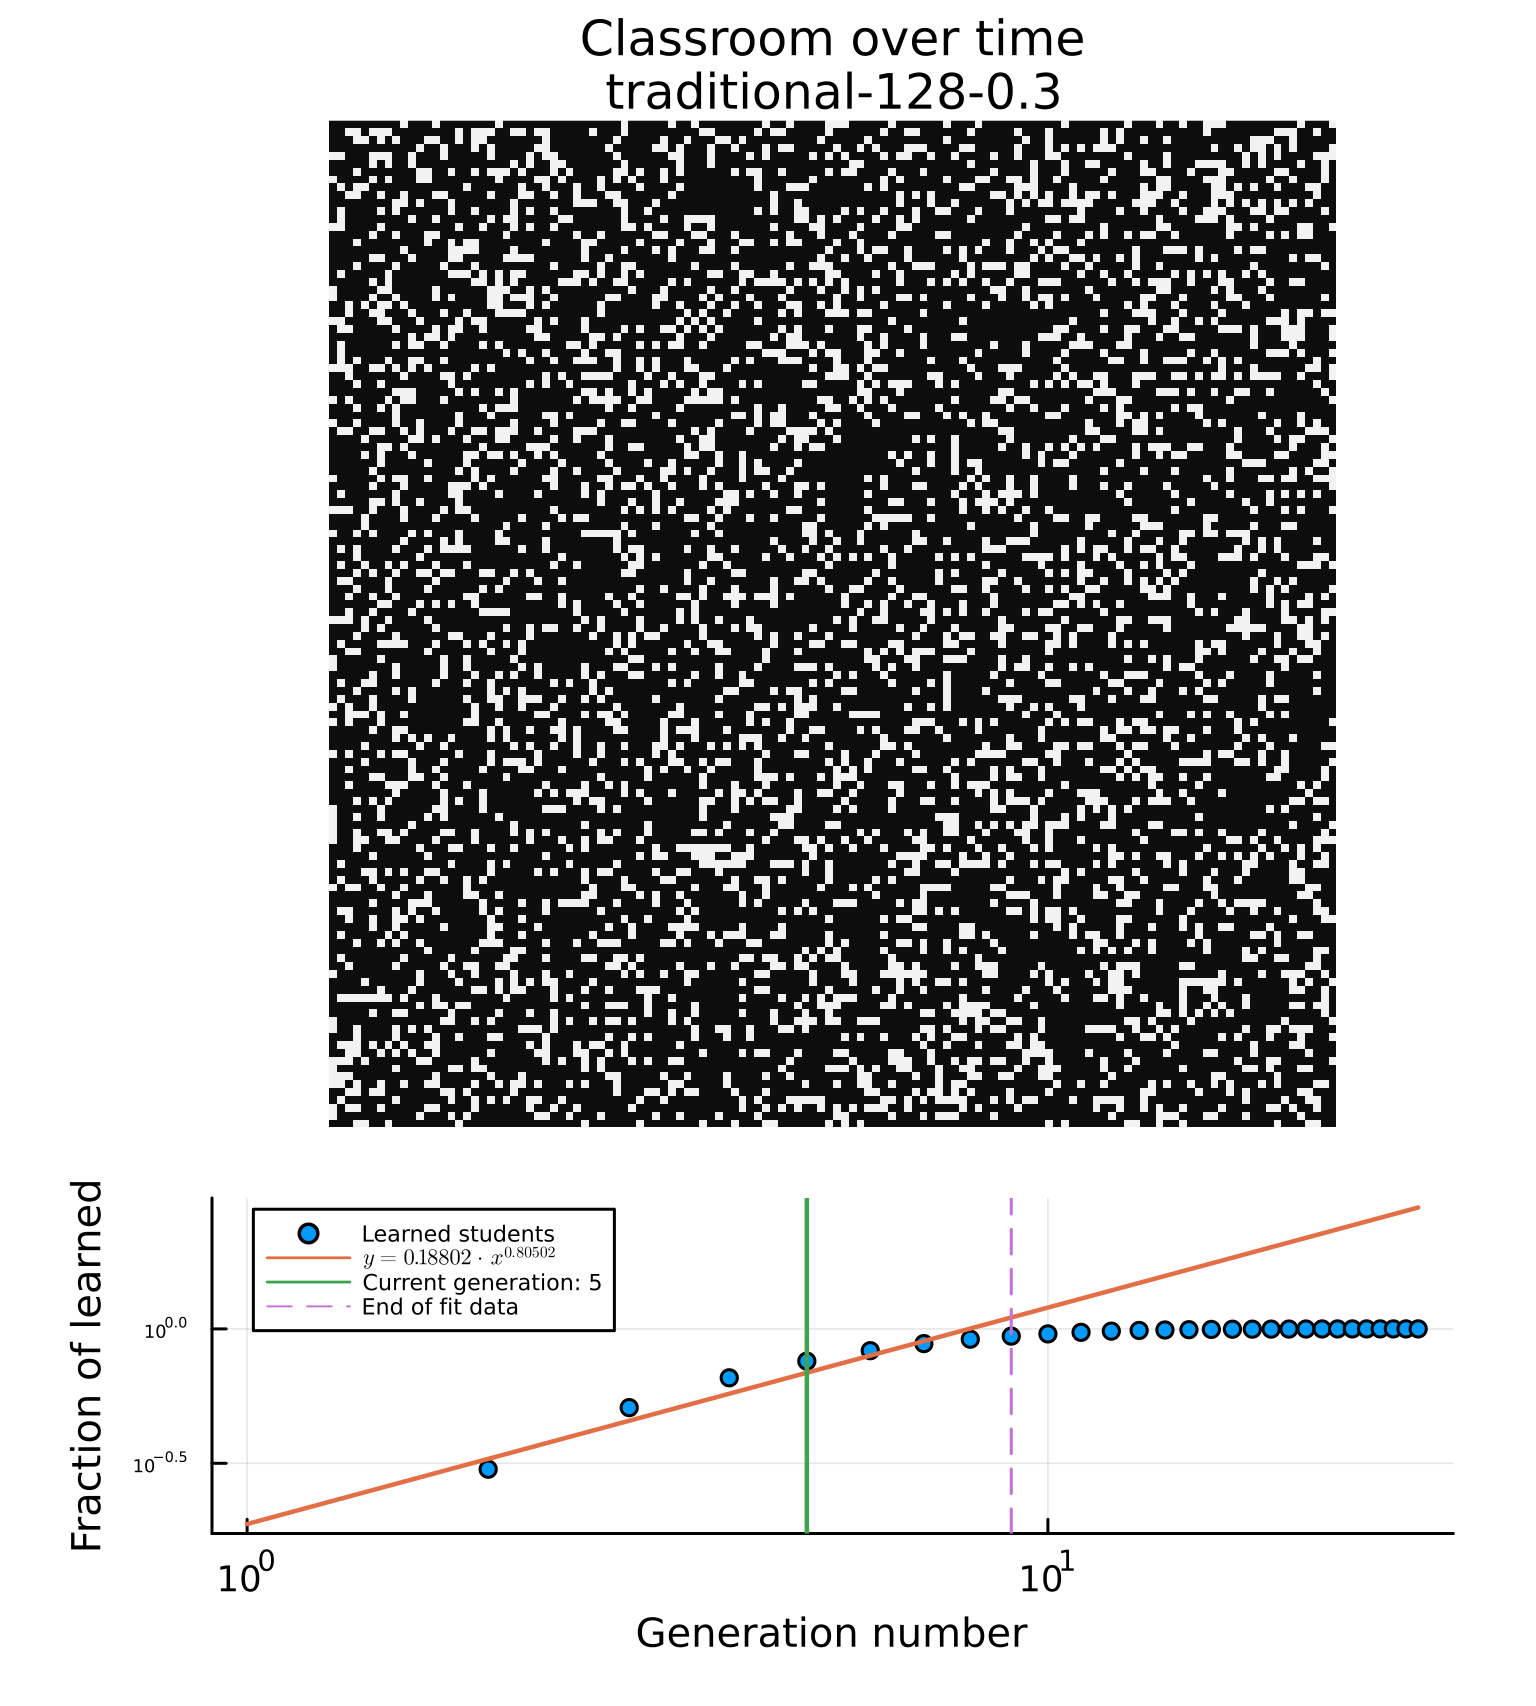 Classroom over time
traditional-128-0.3
Fraction of learned
Learned students
y = 0.18802 · x^0.80502
Current generation: 5
End of fit data
10^0.0
10^−0.5
10^0
10^1
Generation number